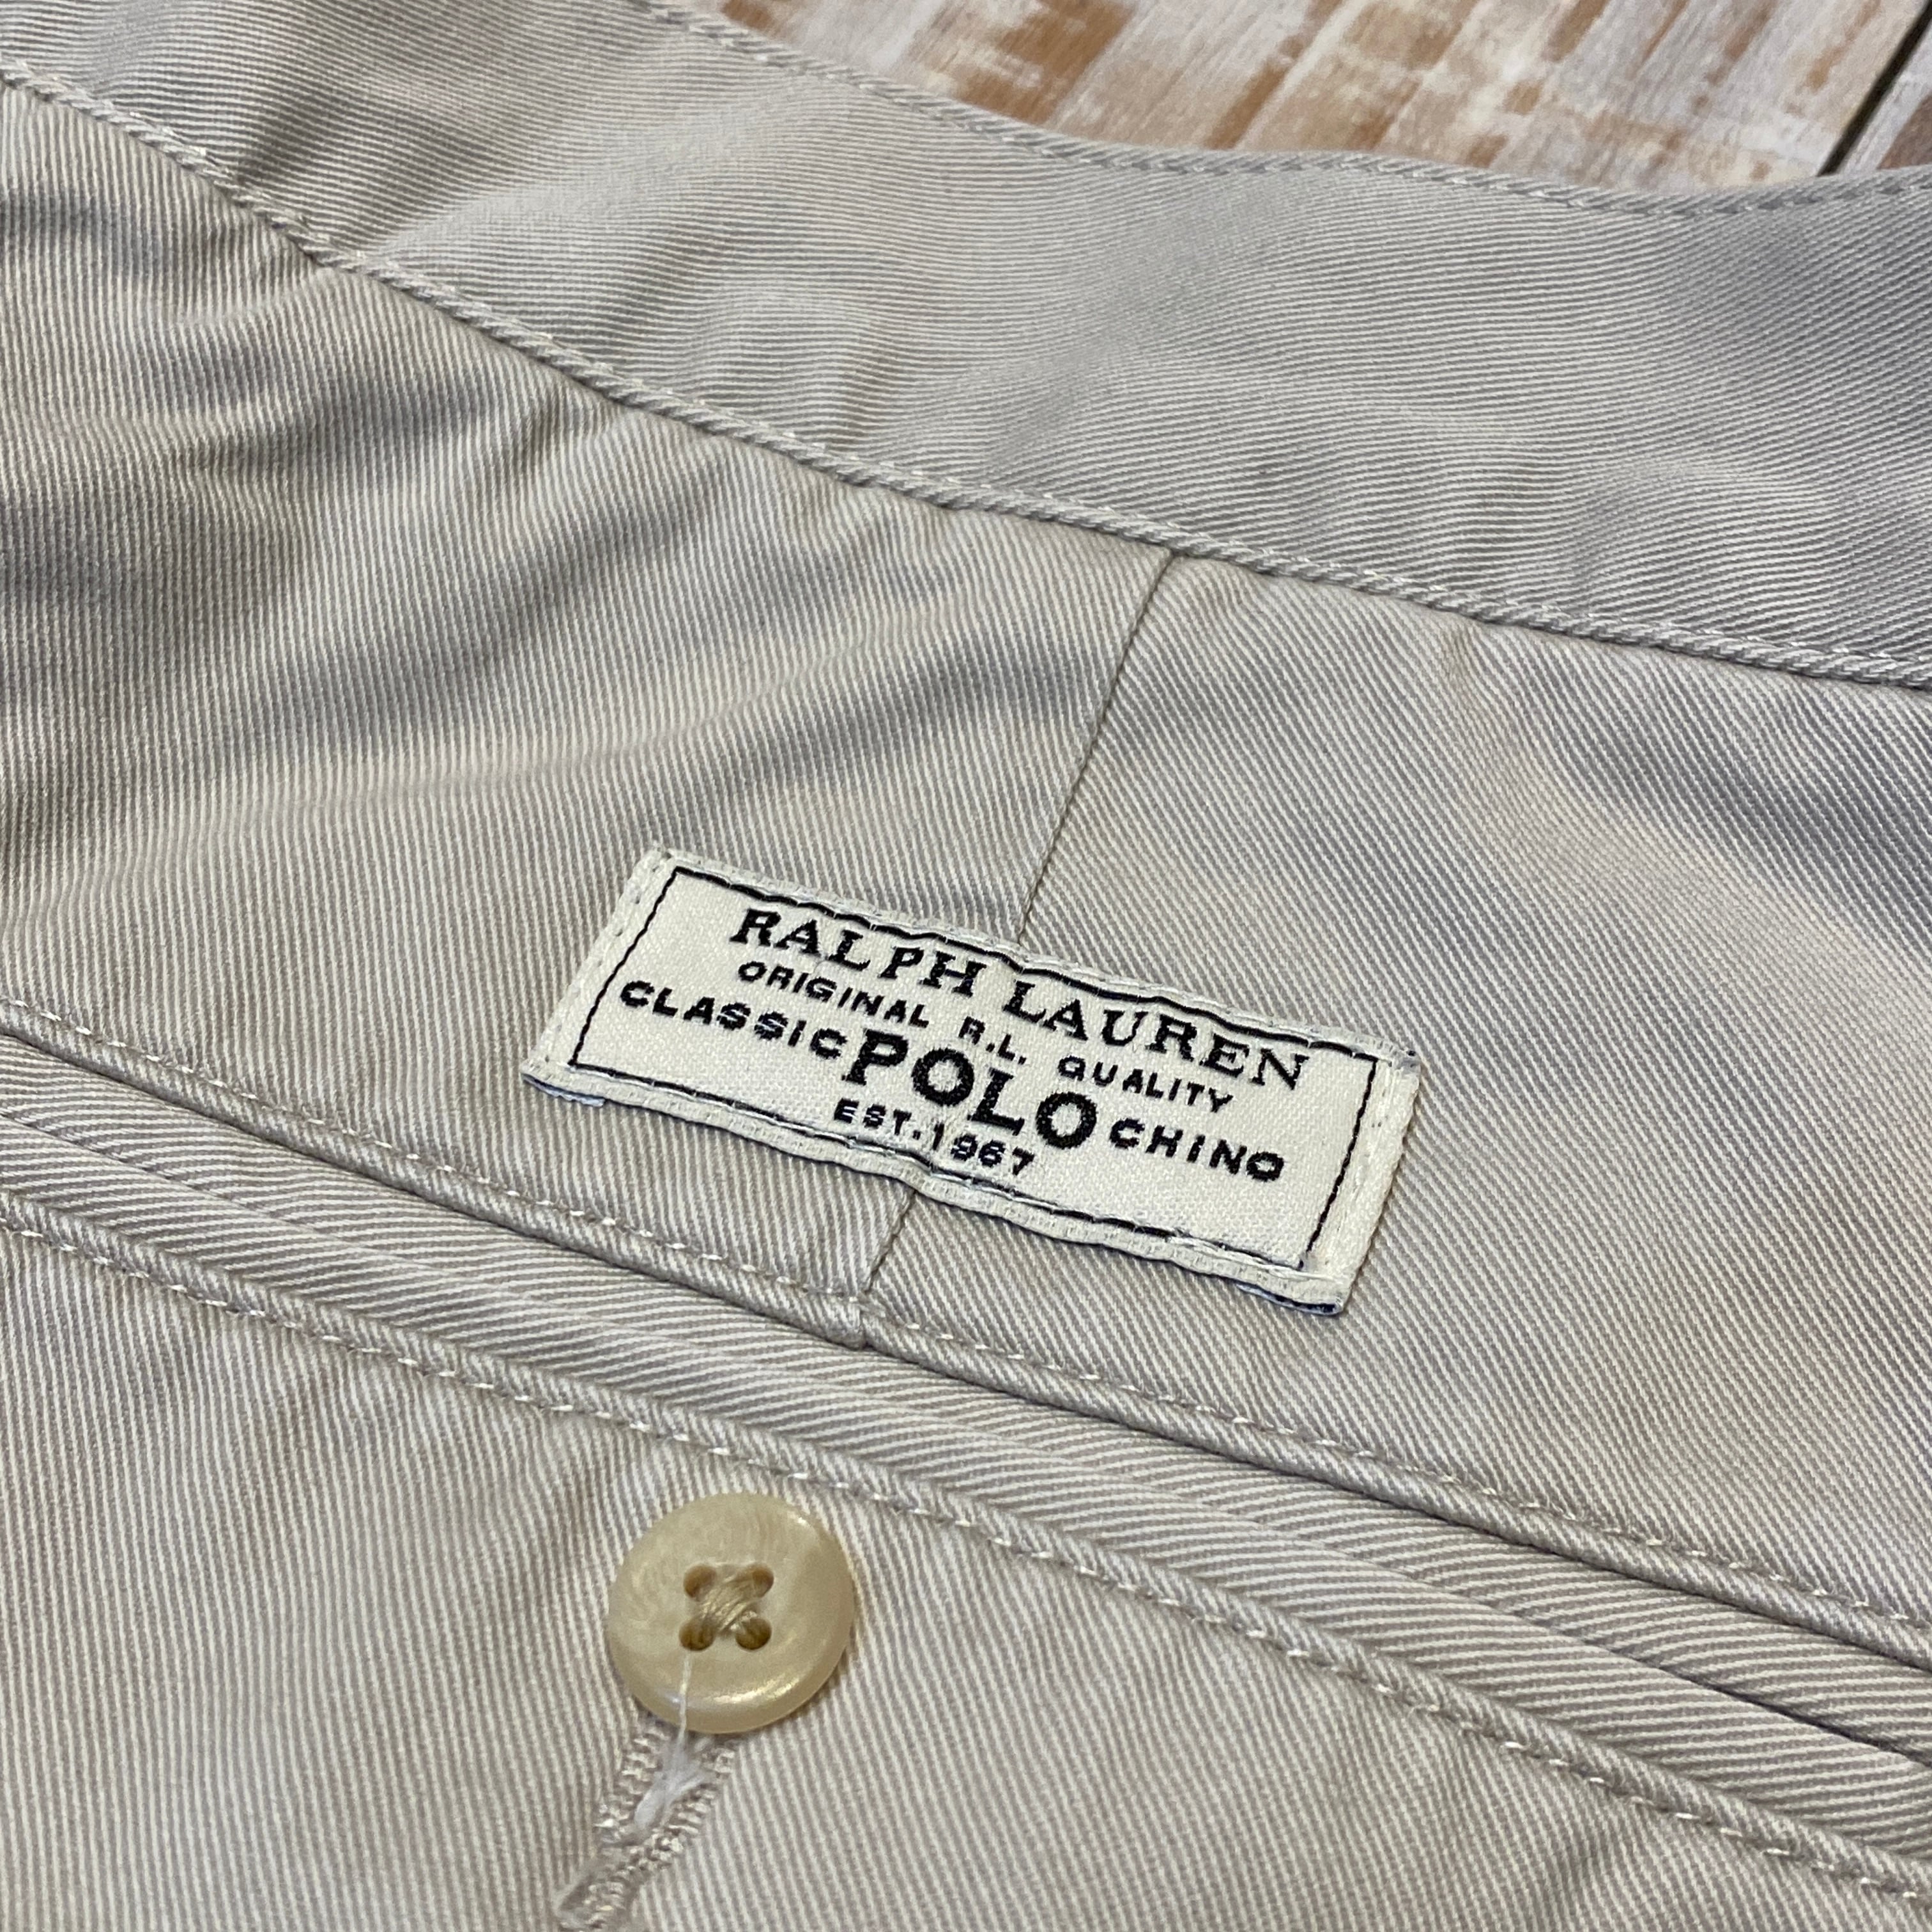 RALPH LAUREN
ORIGINAL R.L. QUALITY
CLASSIC POLO CHINO
EST. 1967